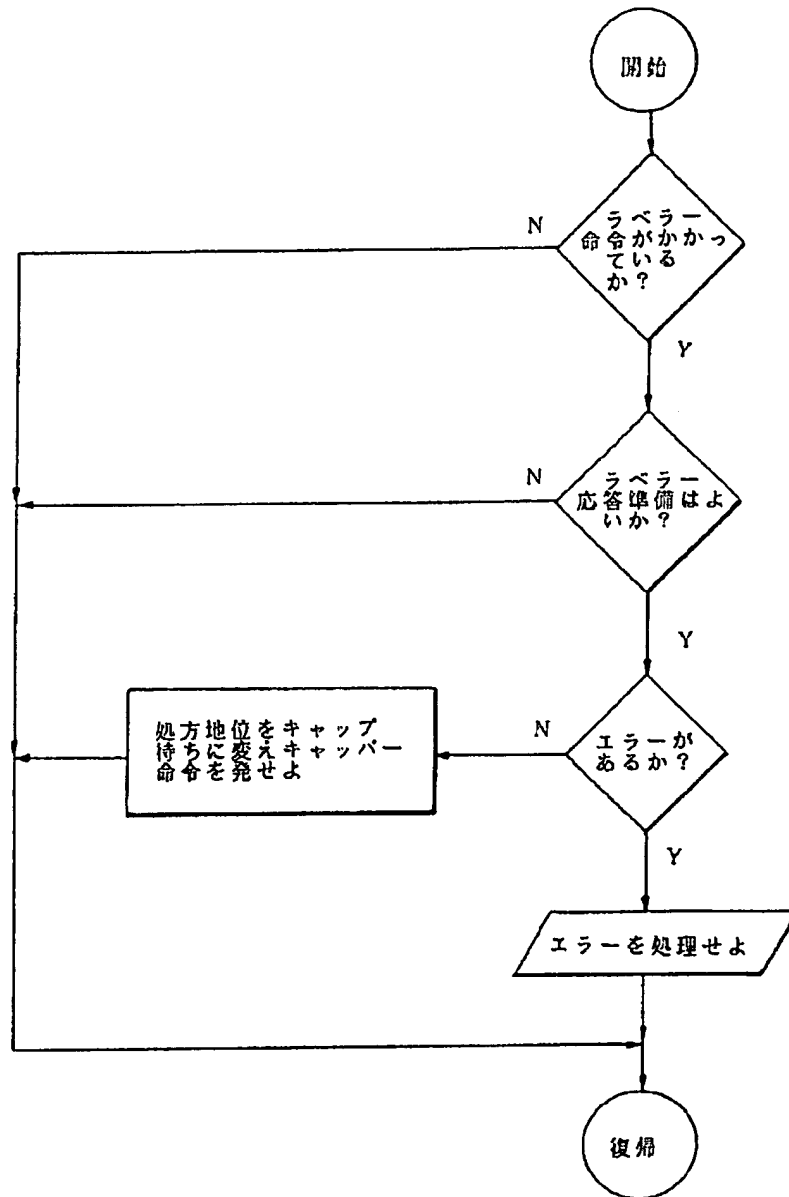 開始
ラベラー
命令がかかっ
ている
か？
N
Y
ラベラー
応答準備はよ
いか？
N
Y
エラーが
あるか？
N
処方地位をキャップ
待ちに変えキャッパー
命令を発せよ
Y
エラーを処理せよ
復帰